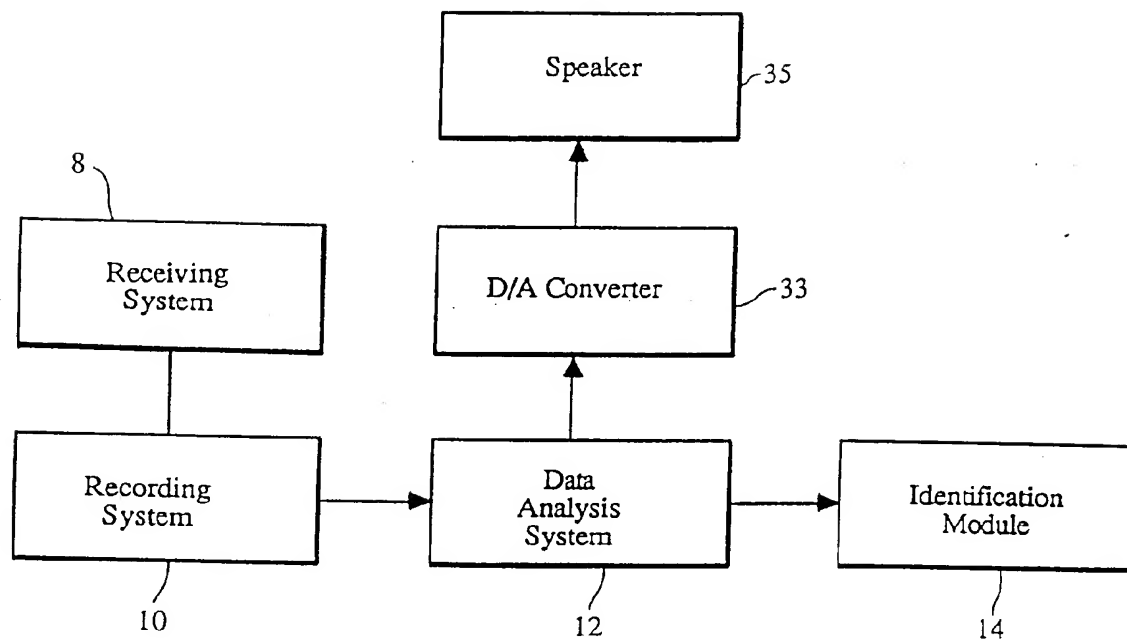 Speaker
35
8
Receiving
System
D/A Converter
33
Recording
System
Data
Analysis
System
Identification
Module
10
12
14